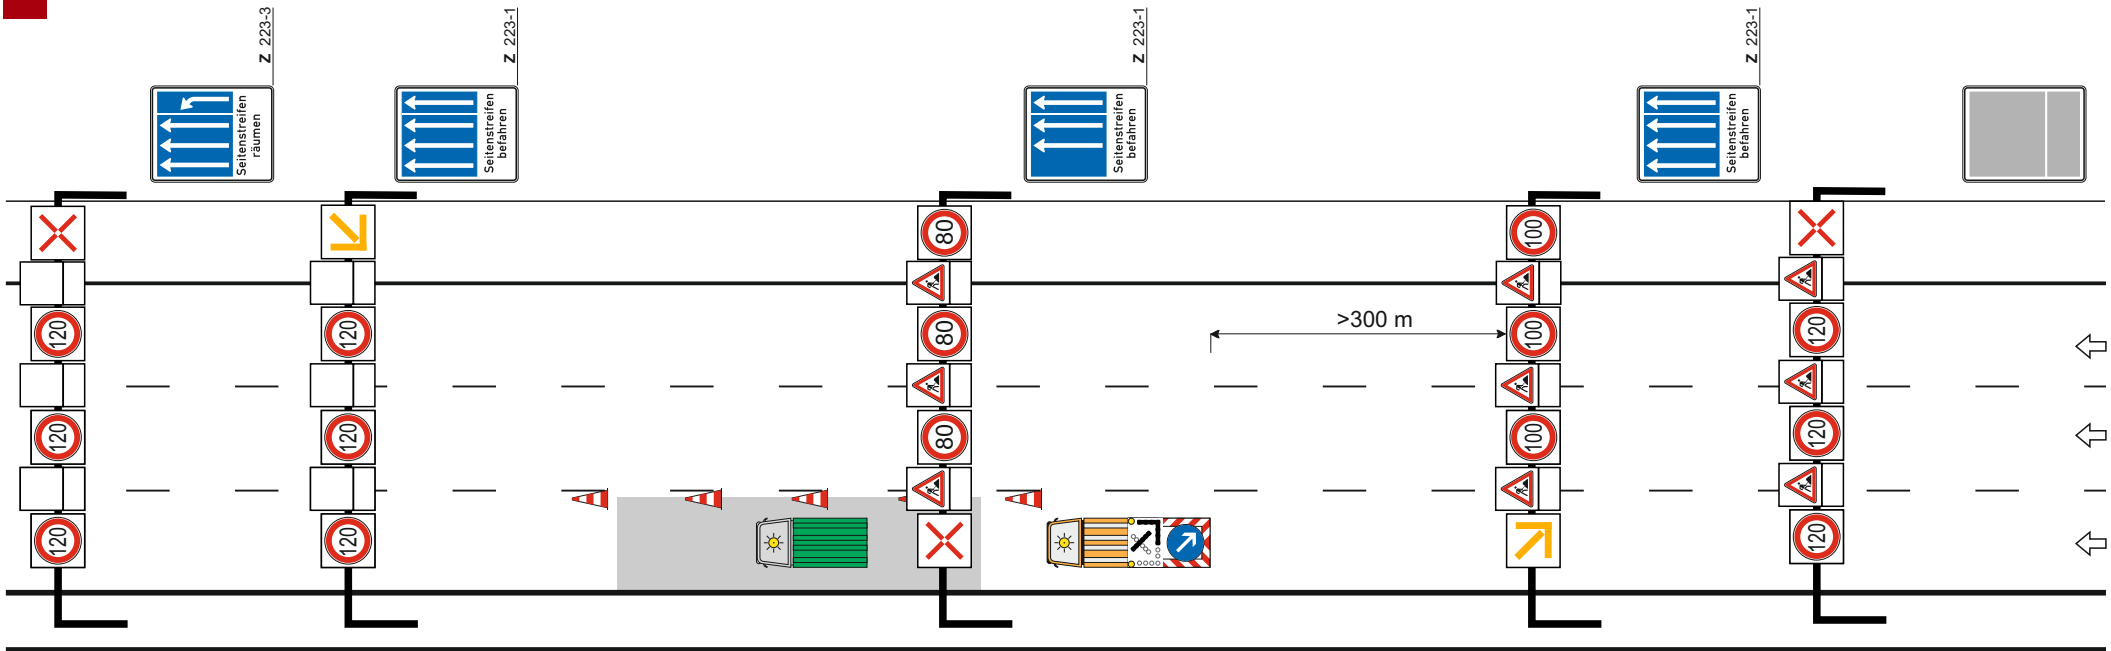 Z 223-3
Z 223-1
Z 223-1
Z 223-1
Seitenstreifen
räumen
Seitenstreifen
befahren
Seitenstreifen
befahren
Seitenstreifen
befahren
80
100
>300 m
120
120
80
100
120
120
120
80
100
120
120
120
120